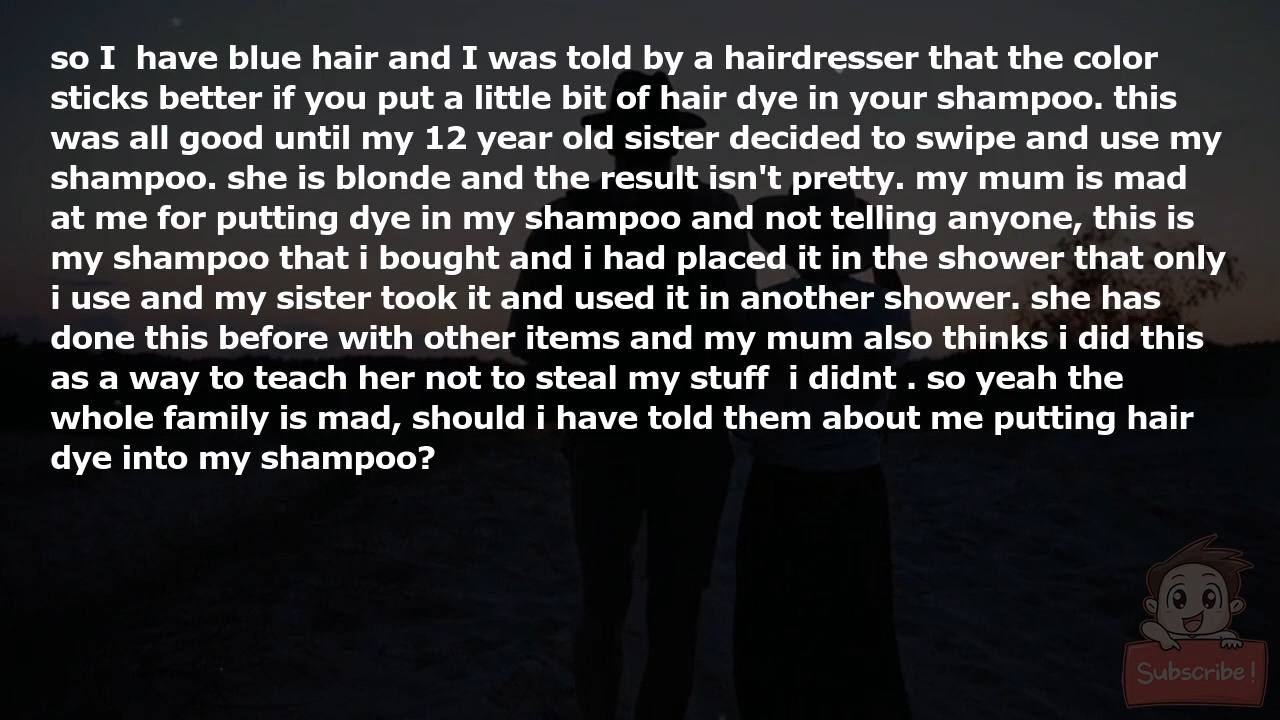 so I  have blue hair and I was told by a hairdresser that the color
sticks better if you put a little bit of hair dye in your shampoo. this
was all good until my 12 year old sister decided to swipe and use my
shampoo. she is blonde and the result isn't pretty. my mum is mad
at me for putting dye in my shampoo and not telling anyone, this is
my shampoo that i bought and i had placed it in the shower that only
i use and my sister took it and used it in another shower. she has
done this before with other items and my mum also thinks i did this
as a way to teach her not to steal my stuff  i didnt . so yeah the
whole family is mad, should i have told them about me putting hair
dye into my shampoo?
Subscribe!